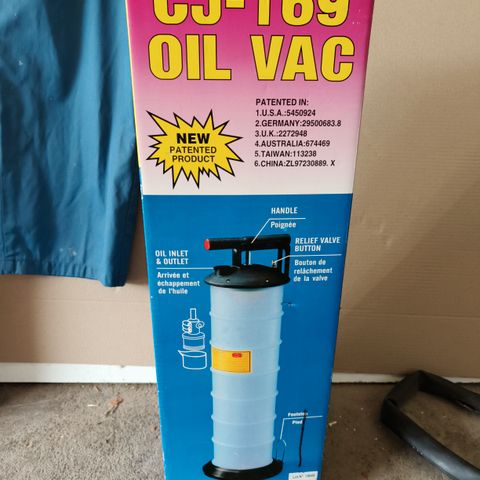 CJ-169
OIL VAC
PATENTED IN:
1.U.S.A.:5450924
2.GERMANY:29500683.8
3.U.K.:2272948
4.AUSTRALIA:674469
5.TAIWAN:113238
6.CHINA:ZL97230889. X
NEW
PATENTED
PRODUCT
HANDLE
Poignée
OIL INLET
& OUTLET
Arrivée et
échappement
de l'huile
RELIEF VALVE
BUTTON
Bouton de
relâchement
de la valve
Pied